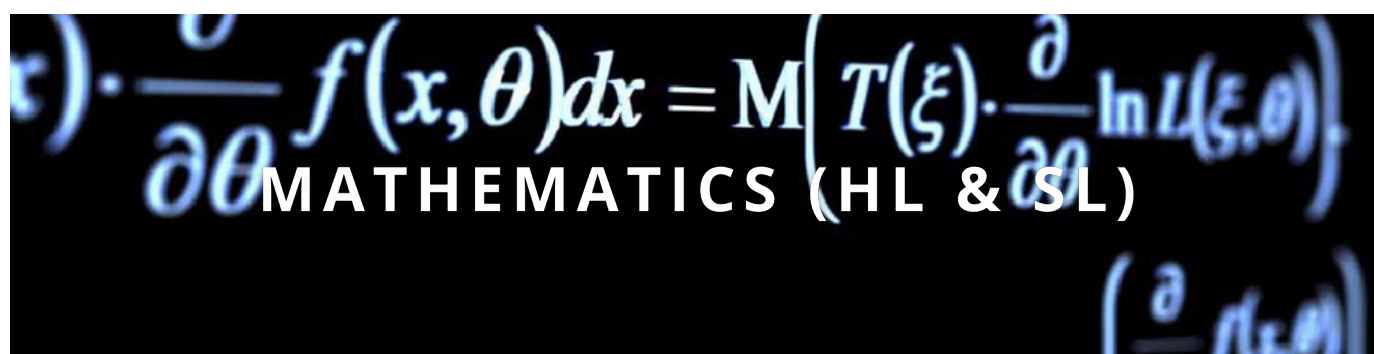 x)·∂/∂θ f(x,θ)dx = M(T(ξ)·∂/∂θ ln L(ξ,θ))
MATHEMATICS (HL & SL)